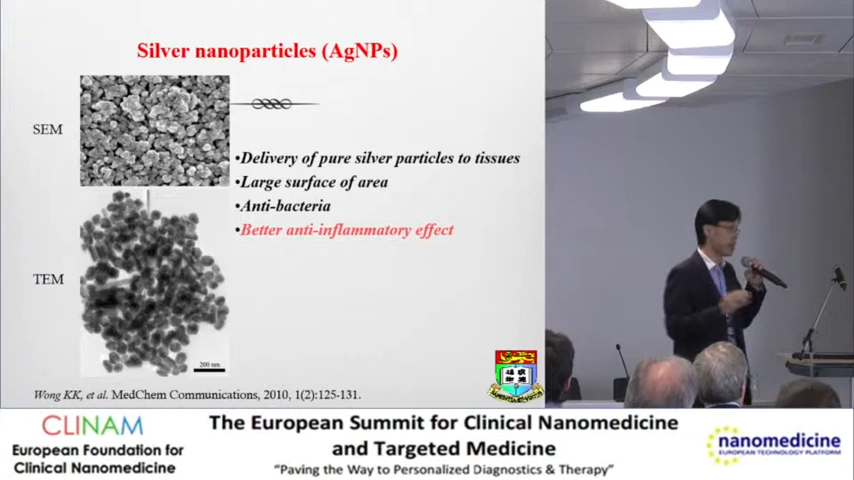 Silver nanoparticles (AgNPs)
SEM
•Delivery of pure silver particles to tissues
•Large surface of area
•Anti-bacteria
•Better anti-inflammatory effect
TEM
200 nm
Wong KK, et al. MedChem Communications, 2010, 1(2):125-131.
CLINAM
European Foundation for
Clinical Nanomedicine
The European Summit for Clinical Nanomedicine
and Targeted Medicine
“Paving the Way to Personalized Diagnostics & Therapy”
nanomedicine
EUROPEAN TECHNOLOGY PLATFORM